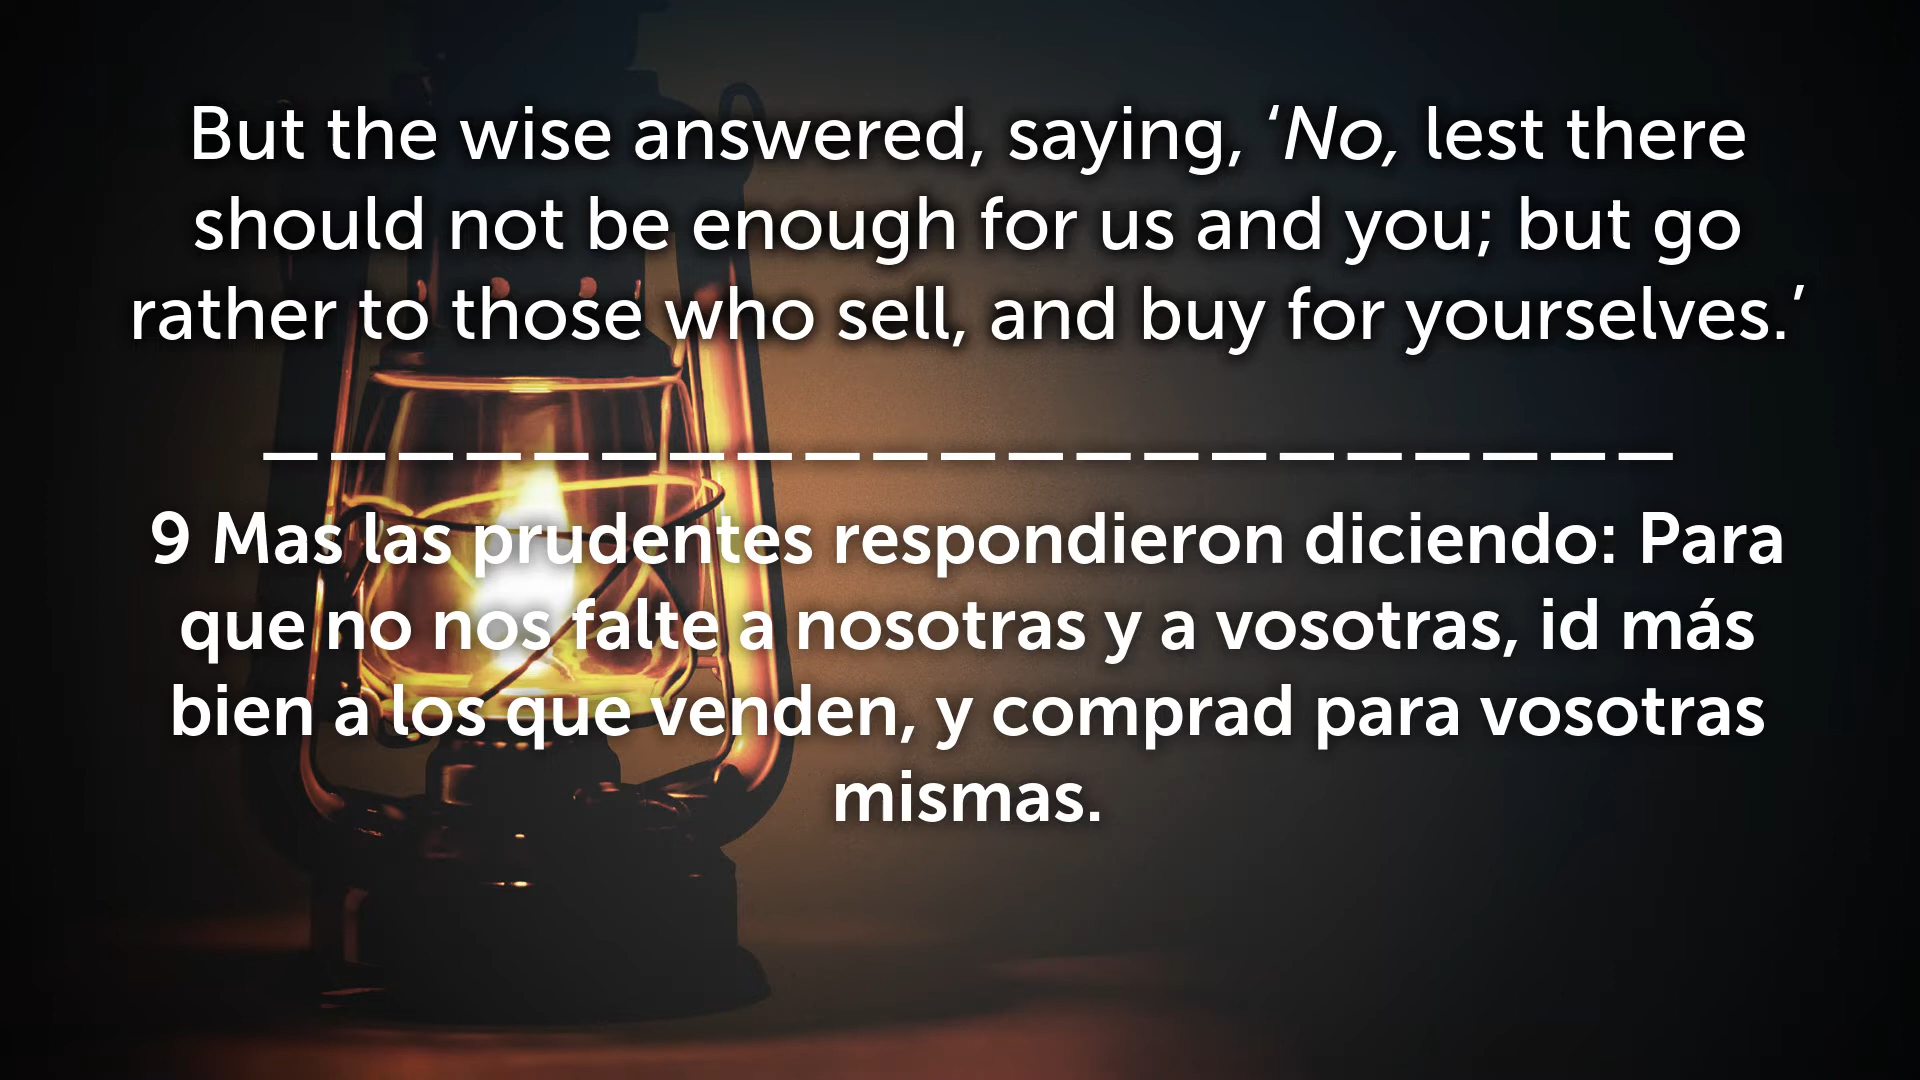 But the wise answered, saying, ‘No, lest there
should not be enough for us and you; but go
rather to those who sell, and buy for yourselves.’
_ _ _ _ _ _ _ _ _ _ _ _ _ _ _ _ _ _ _ _ _
9 Mas las prudentes respondieron diciendo: Para
que no nos falte a nosotras y a vosotras, id más
bien a los que venden, y comprad para vosotras
mismas.